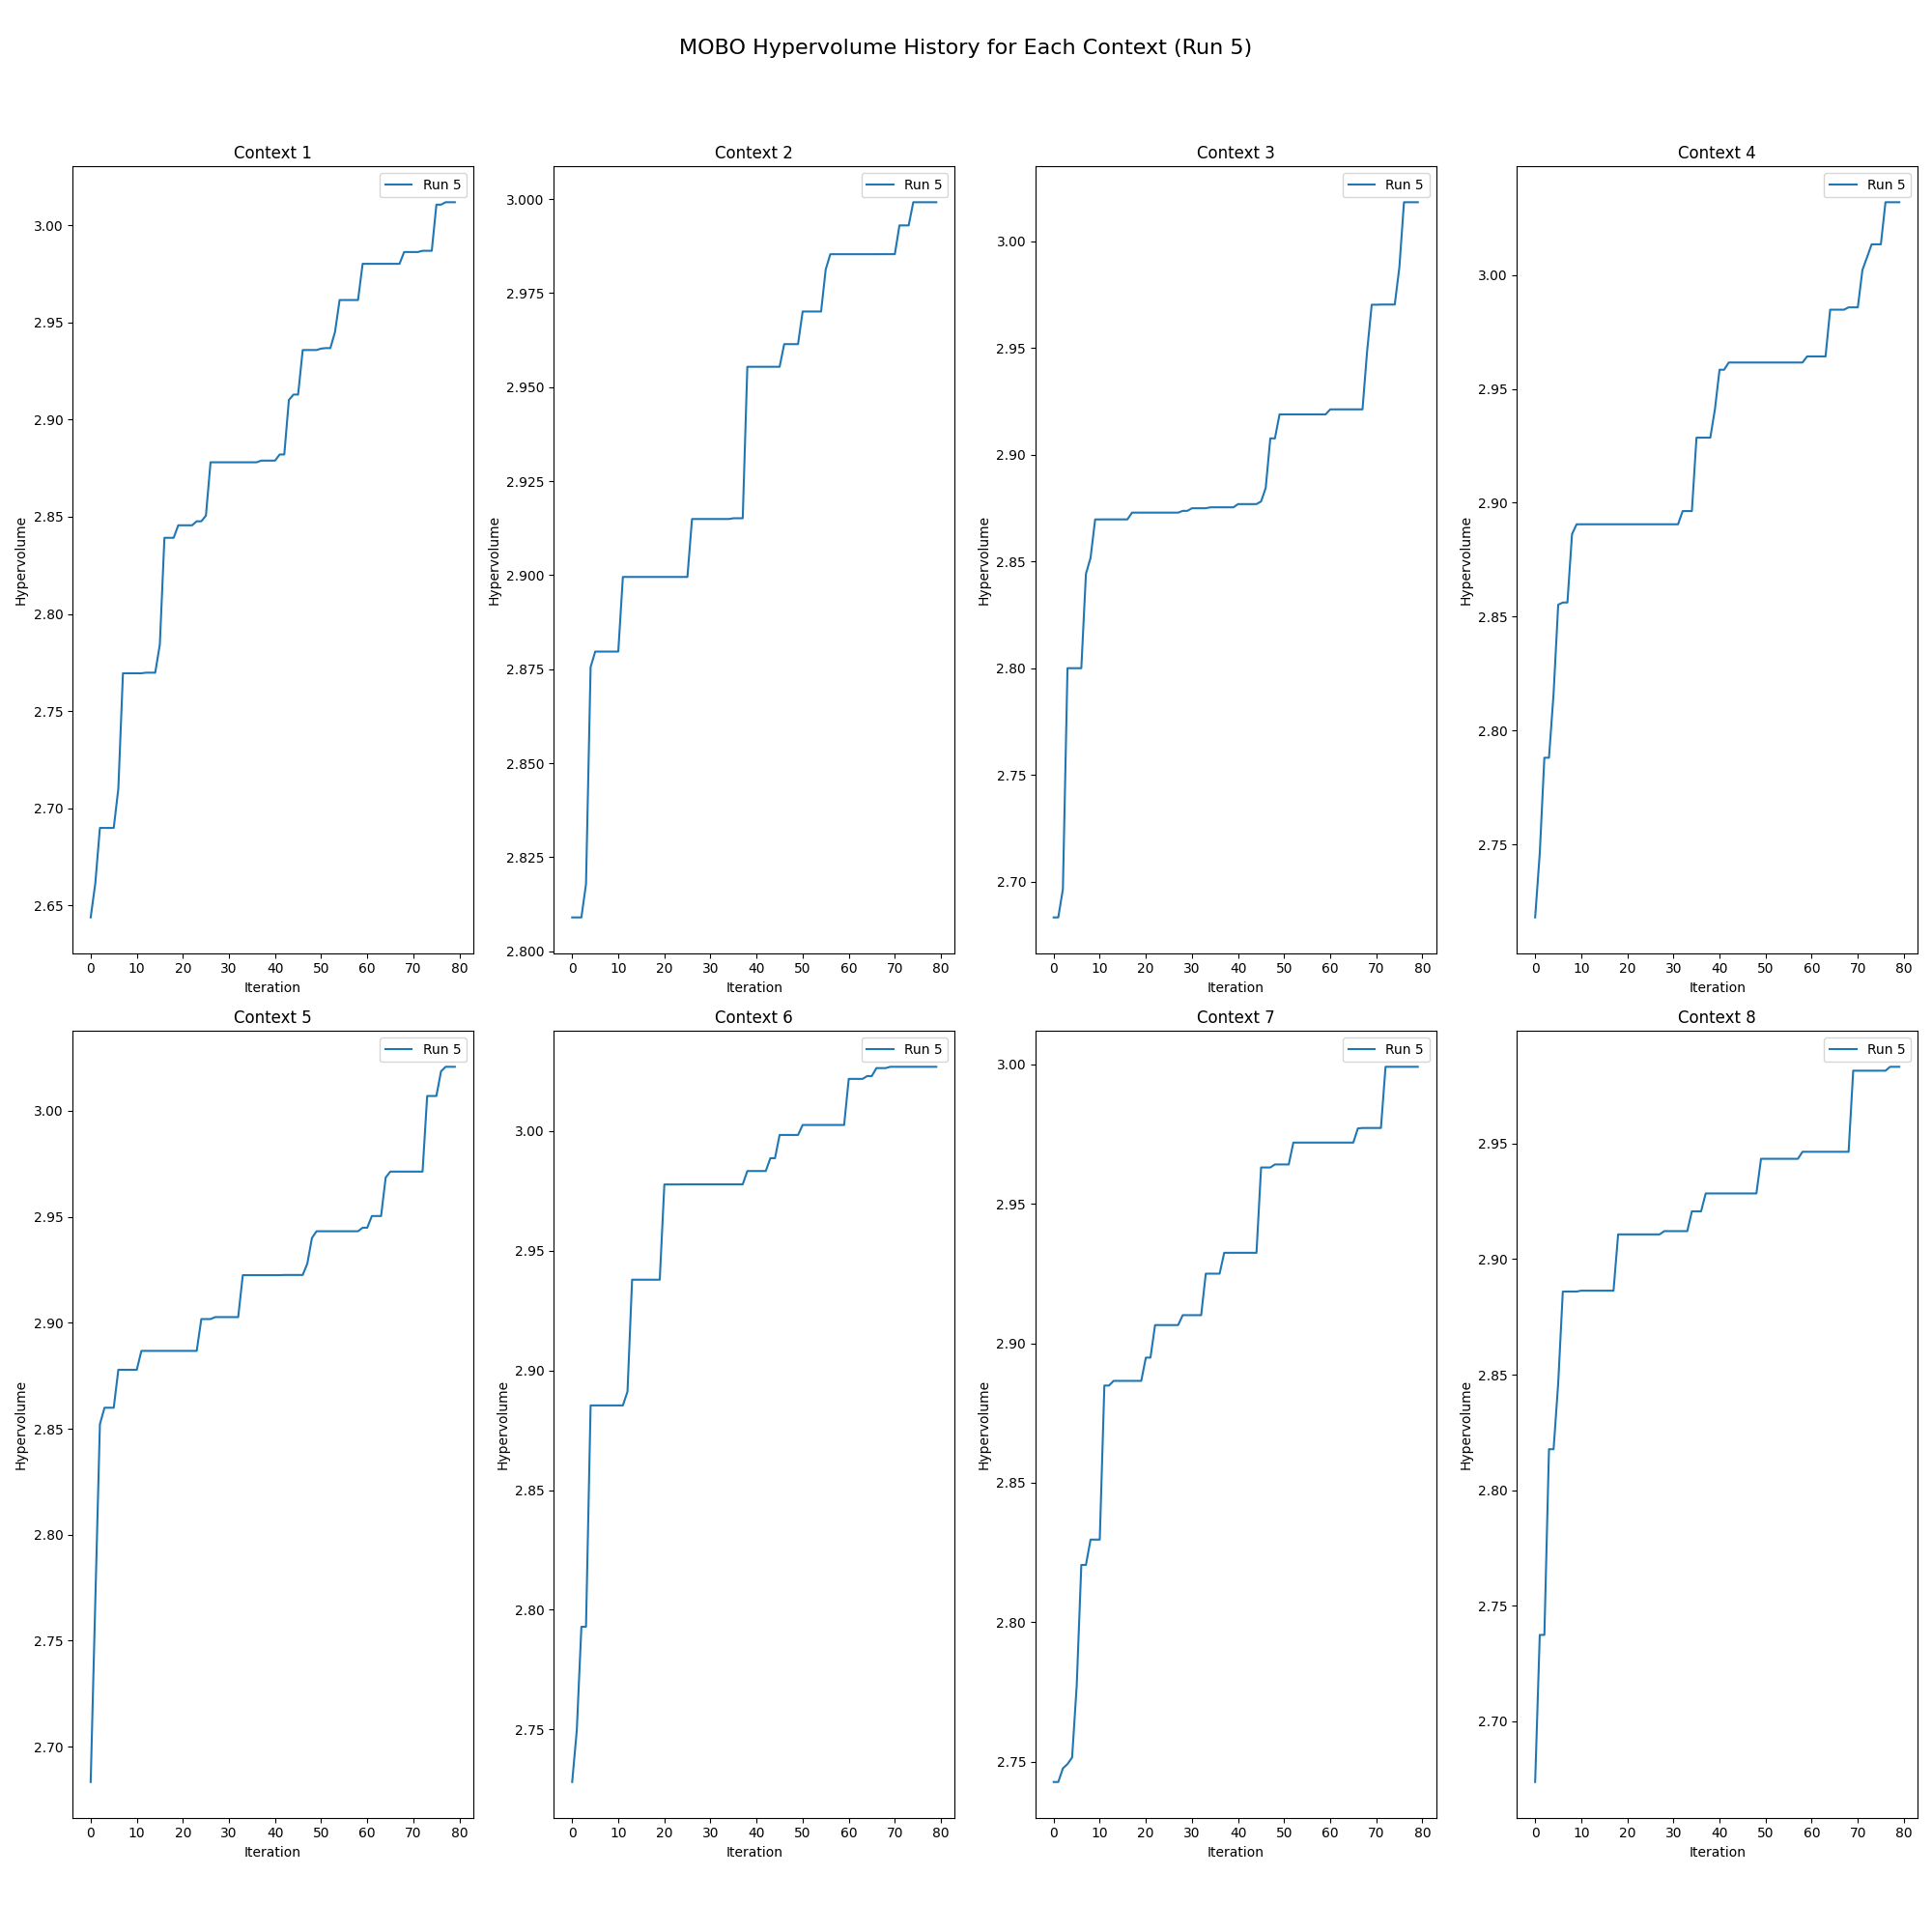 MOBO Hypervolume History for Each Context (Run 5)
Context 1
Run 5
3.00
2.95
2.90
2.85
2.80
2.75
2.70
2.65
Hypervolume
0 10 20 30 40 50 60 70 80
Iteration
Context 2
Run 5
3.000
2.975
2.950
2.925
2.900
2.875
2.850
2.825
2.800
Hypervolume
0 10 20 30 40 50 60 70 80
Iteration
Context 3
Run 5
3.00
2.95
2.90
2.85
2.80
2.75
2.70
Hypervolume
0 10 20 30 40 50 60 70 80
Iteration
Context 4
Run 5
3.00
2.95
2.90
2.85
2.80
2.75
Hypervolume
0 10 20 30 40 50 60 70 80
Iteration
Context 5
Run 5
3.00
2.95
2.90
2.85
2.80
2.75
2.70
Hypervolume
0 10 20 30 40 50 60 70 80
Iteration
Context 6
Run 5
3.00
2.95
2.90
2.85
2.80
2.75
Hypervolume
0 10 20 30 40 50 60 70 80
Iteration
Context 7
Run 5
3.00
2.95
2.90
2.85
2.80
2.75
Hypervolume
0 10 20 30 40 50 60 70 80
Iteration
Context 8
Run 5
2.95
2.90
2.85
2.80
2.75
2.70
Hypervolume
0 10 20 30 40 50 60 70 80
Iteration